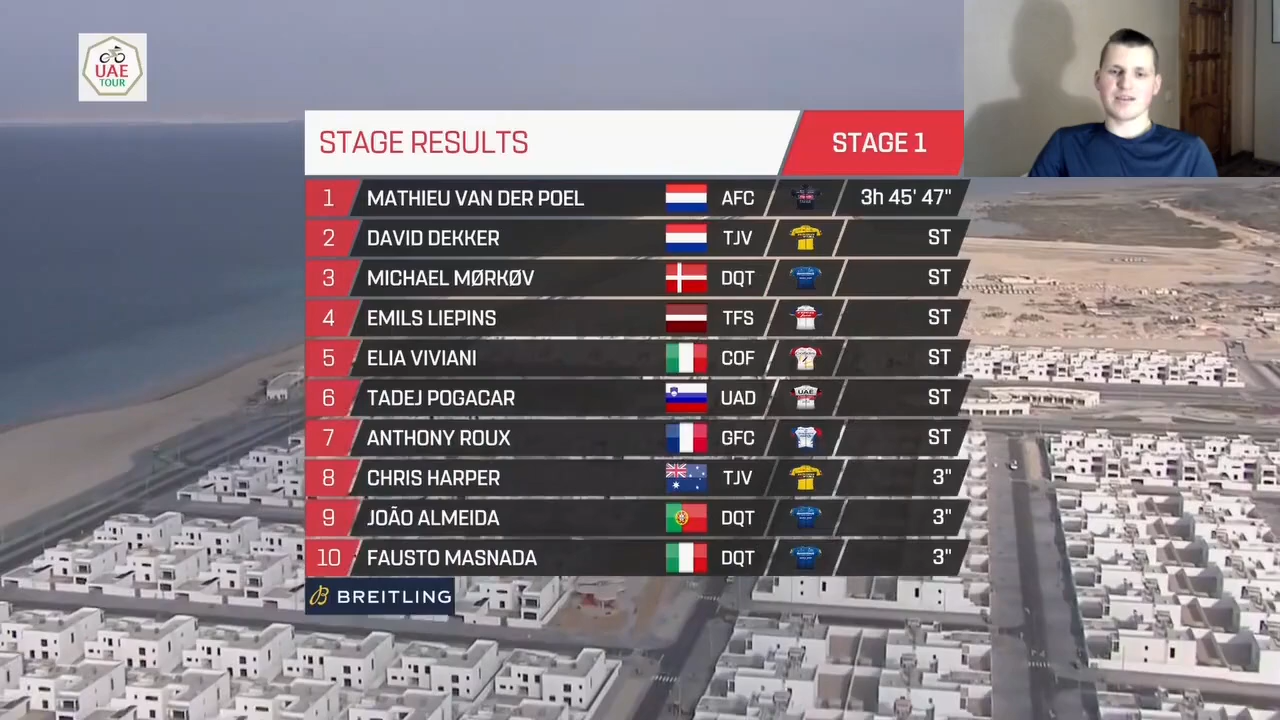 UAE
TOUR
STAGE RESULTS STAGE 1
1 MATHIEU VAN DER POEL AFC 3h 45' 47"
2 DAVID DEKKER TJV ST
3 MICHAEL MØRKØV DQT ST
4 EMILS LIEPINS TFS ST
5 ELIA VIVIANI COF ST
6 TADEJ POGACAR UAD ST
7 ANTHONY ROUX GFC ST
8 CHRIS HARPER TJV 3"
9 JOÃO ALMEIDA DQT 3"
10 FAUSTO MASNADA DQT 3"
BREITLING